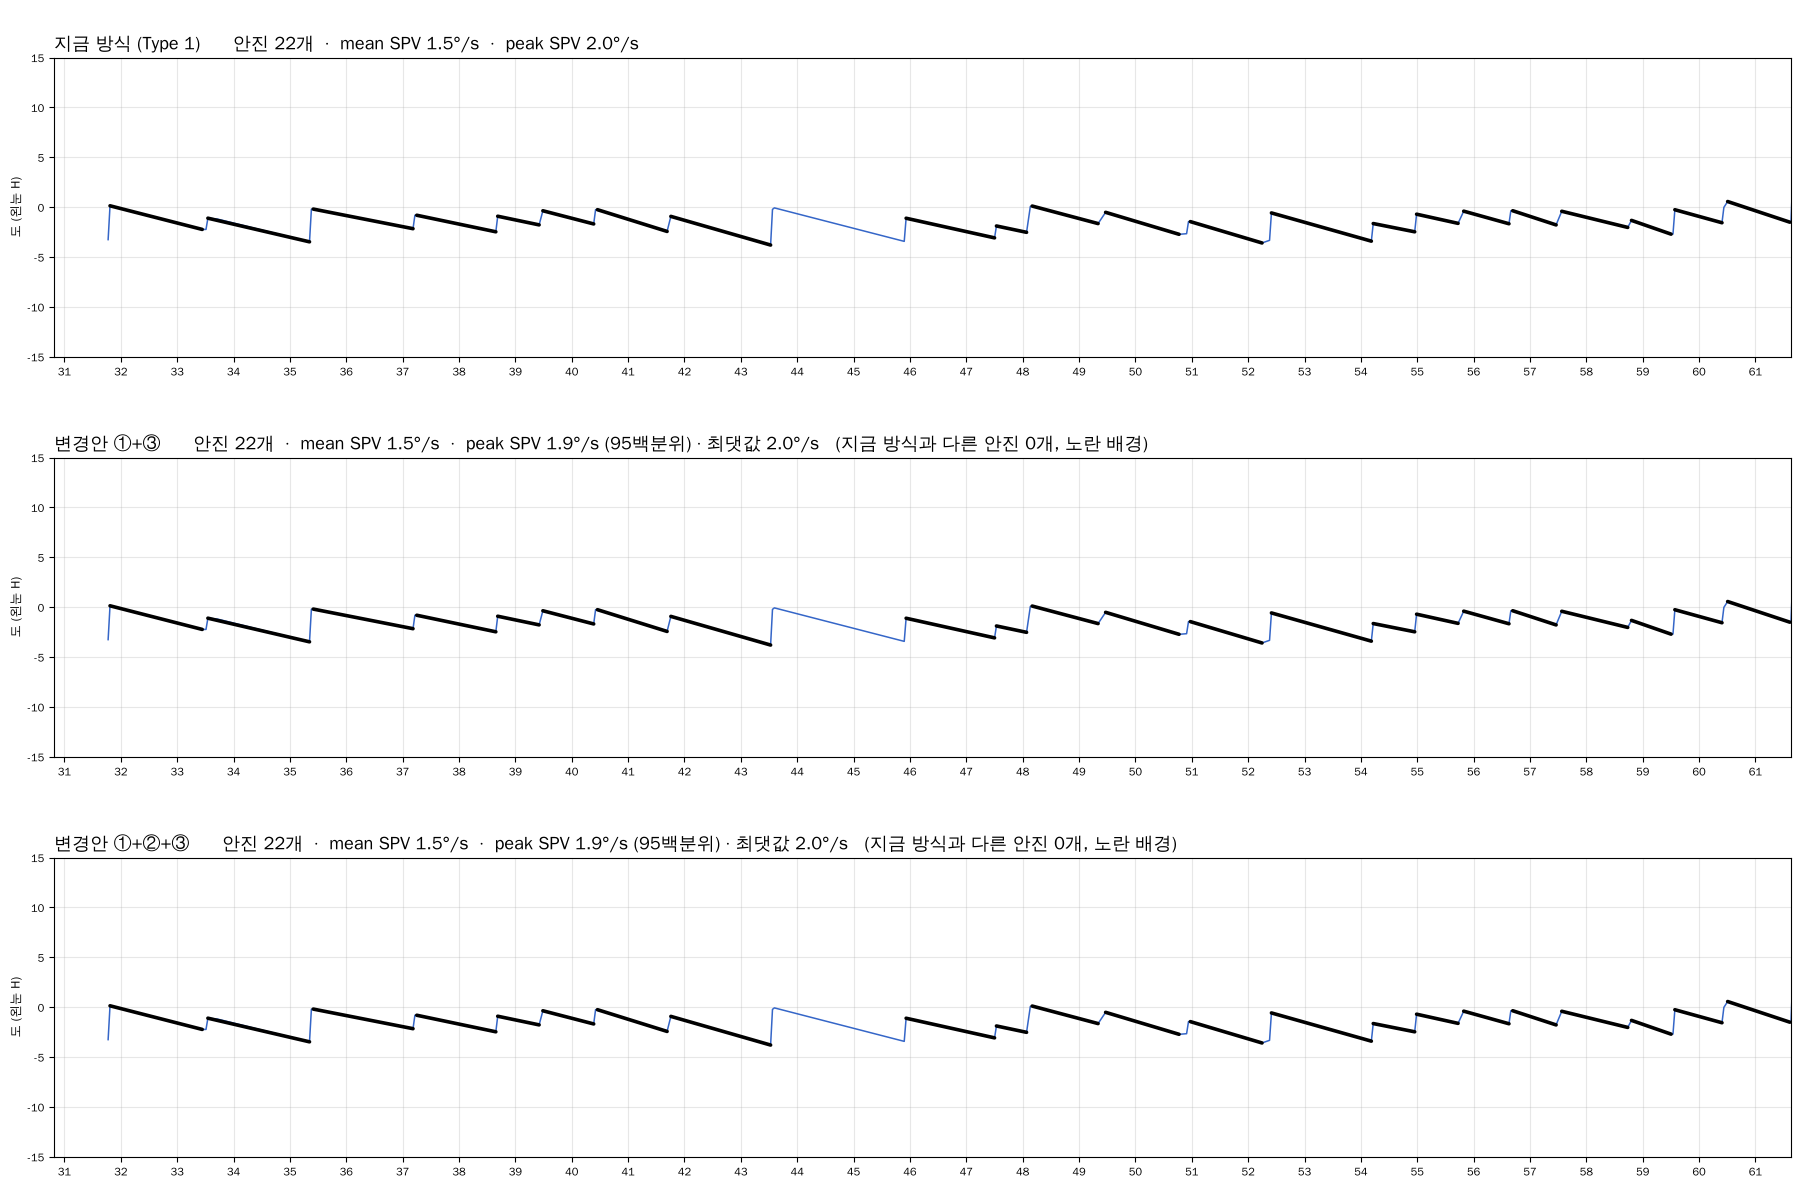 지금 방식 (Type 1) 안진 22개 · mean SPV 1.5°/s · peak SPV 2.0°/s
15
10
5
0
-5
-10
-15
도 (왼눈 H)
31 32 33 34 35 36 37 38 39 40 41 42 43 44 45 46 47 48 49 50 51 52 53 54 55 56 57 58 59 60 61
변경안 ①+③ 안진 22개 · mean SPV 1.5°/s · peak SPV 1.9°/s (95백분위) · 최댓값 2.0°/s (지금 방식과 다른 안진 0개, 노란 배경)
15
10
5
0
-5
-10
-15
도 (왼눈 H)
31 32 33 34 35 36 37 38 39 40 41 42 43 44 45 46 47 48 49 50 51 52 53 54 55 56 57 58 59 60 61
변경안 ①+②+③ 안진 22개 · mean SPV 1.5°/s · peak SPV 1.9°/s (95백분위) · 최댓값 2.0°/s (지금 방식과 다른 안진 0개, 노란 배경)
15
10
5
0
-5
-10
-15
도 (왼눈 H)
31 32 33 34 35 36 37 38 39 40 41 42 43 44 45 46 47 48 49 50 51 52 53 54 55 56 57 58 59 60 61